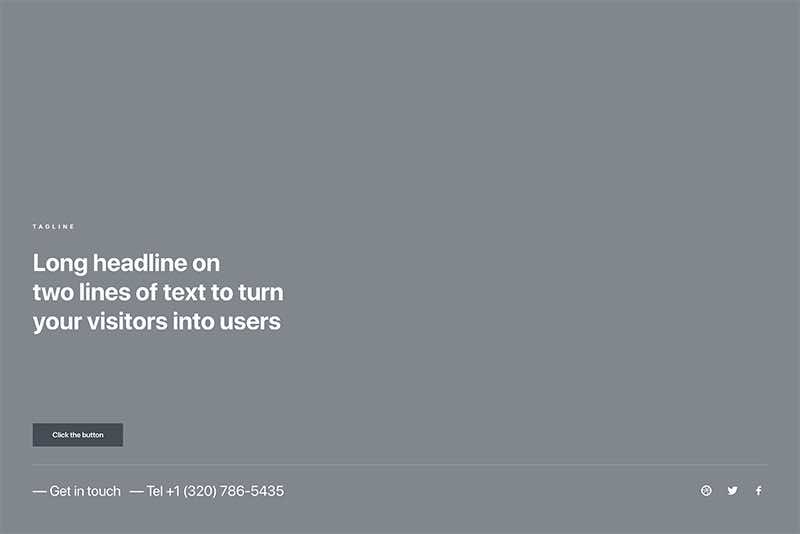 TAGLINE
Long headline on
two lines of text to turn
your visitors into users
Click the button
— Get in touch — Tel +1 (320) 786-5435